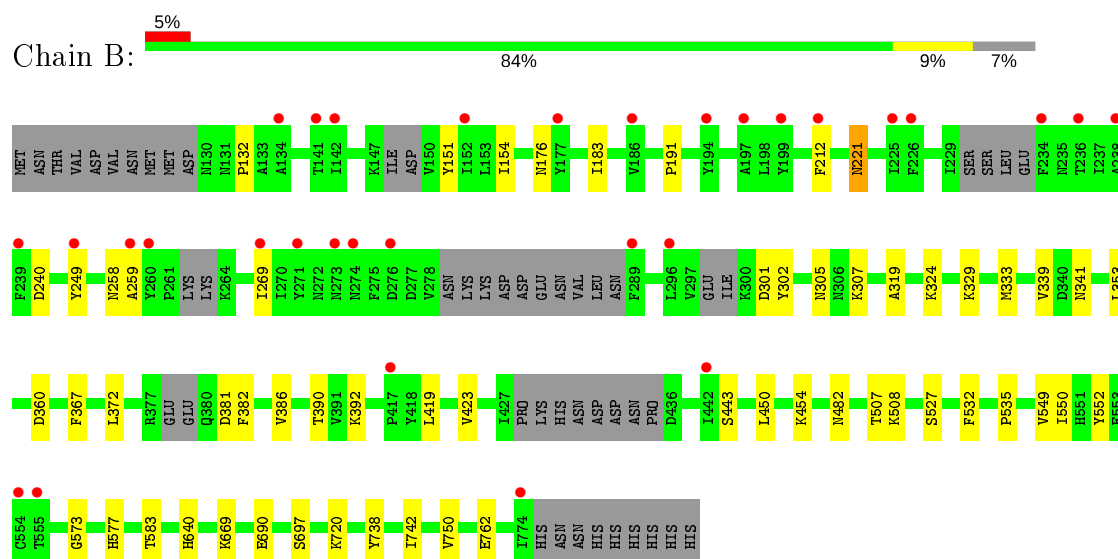 5%
Chain B:
84% 9% 7%
MET ASN THR VAL ASP VAL ASN MET MET ASP N130 N131 P132 A133 A134 T141 I142 K147 ILE ASP V150 Y151 I152 L153 I154 N176 Y177 I183 V186 P191 Y194 A197 L198 Y199 F212 N221 I225 F226 I229 SER SER LEU GLU F234 N235 T236 I237 A238
F239 D240 Y249 N258 A259 Y260 P261 LYS LYS K264 I269 I270 Y271 N272 N273 N274 F275 D276 D277 V278 ASN LYS LYS ASP ASP GLU ASN VAL LEU ASN F289 L296 V297 GLU ILE K300 D301 Y302 N305 N306 K307 A319 K324 K329 M333 V339 D340 N341 L353
D360 F367 L372 R377 GLU GLU Q380 D381 F382 V386 T390 V391 K392 P417 Y418 L419 V423 I427 PRO LYS HIS ASN ASP ASP ASN PRO D436 I442 S443 L450 K454 N482 T507 K508 S527 F532 P535 V549 I550 H551 Y552 E553
C554 T555 G573 H577 T583 H640 K669 E690 S697 K720 Y738 I742 V750 E762 I774 HIS ASN ASN HIS HIS HIS HIS HIS HIS